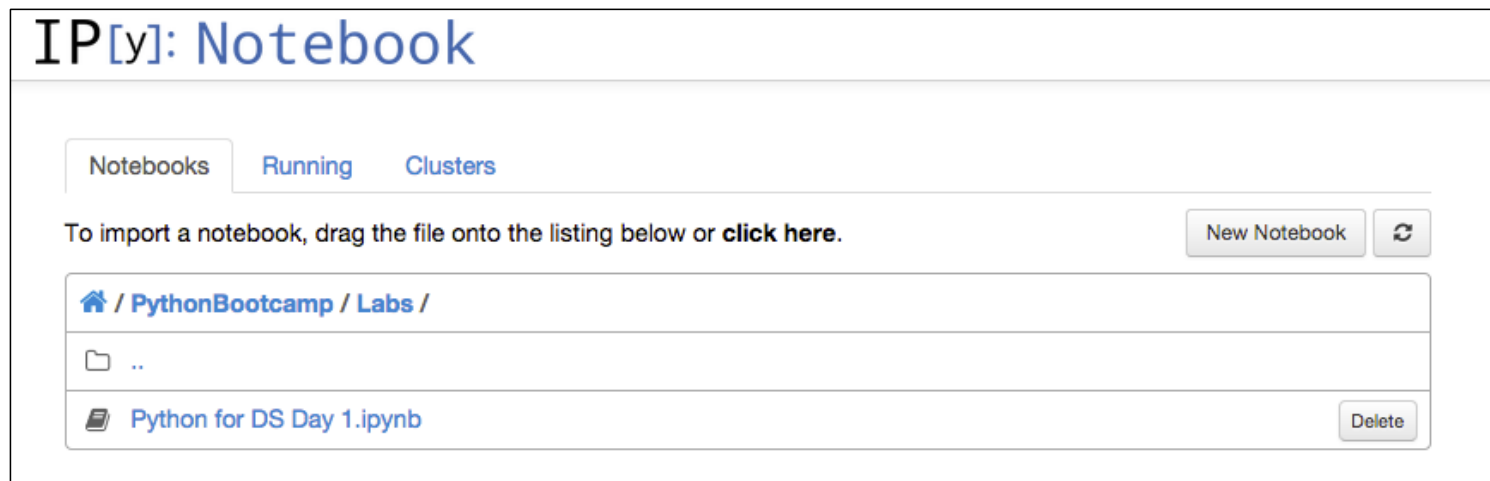 IP[y]: Notebook
Notebooks Running Clusters
To import a notebook, drag the file onto the listing below or click here. New Notebook
/ PythonBootcamp / Labs /
..
Python for DS Day 1.ipynb Delete